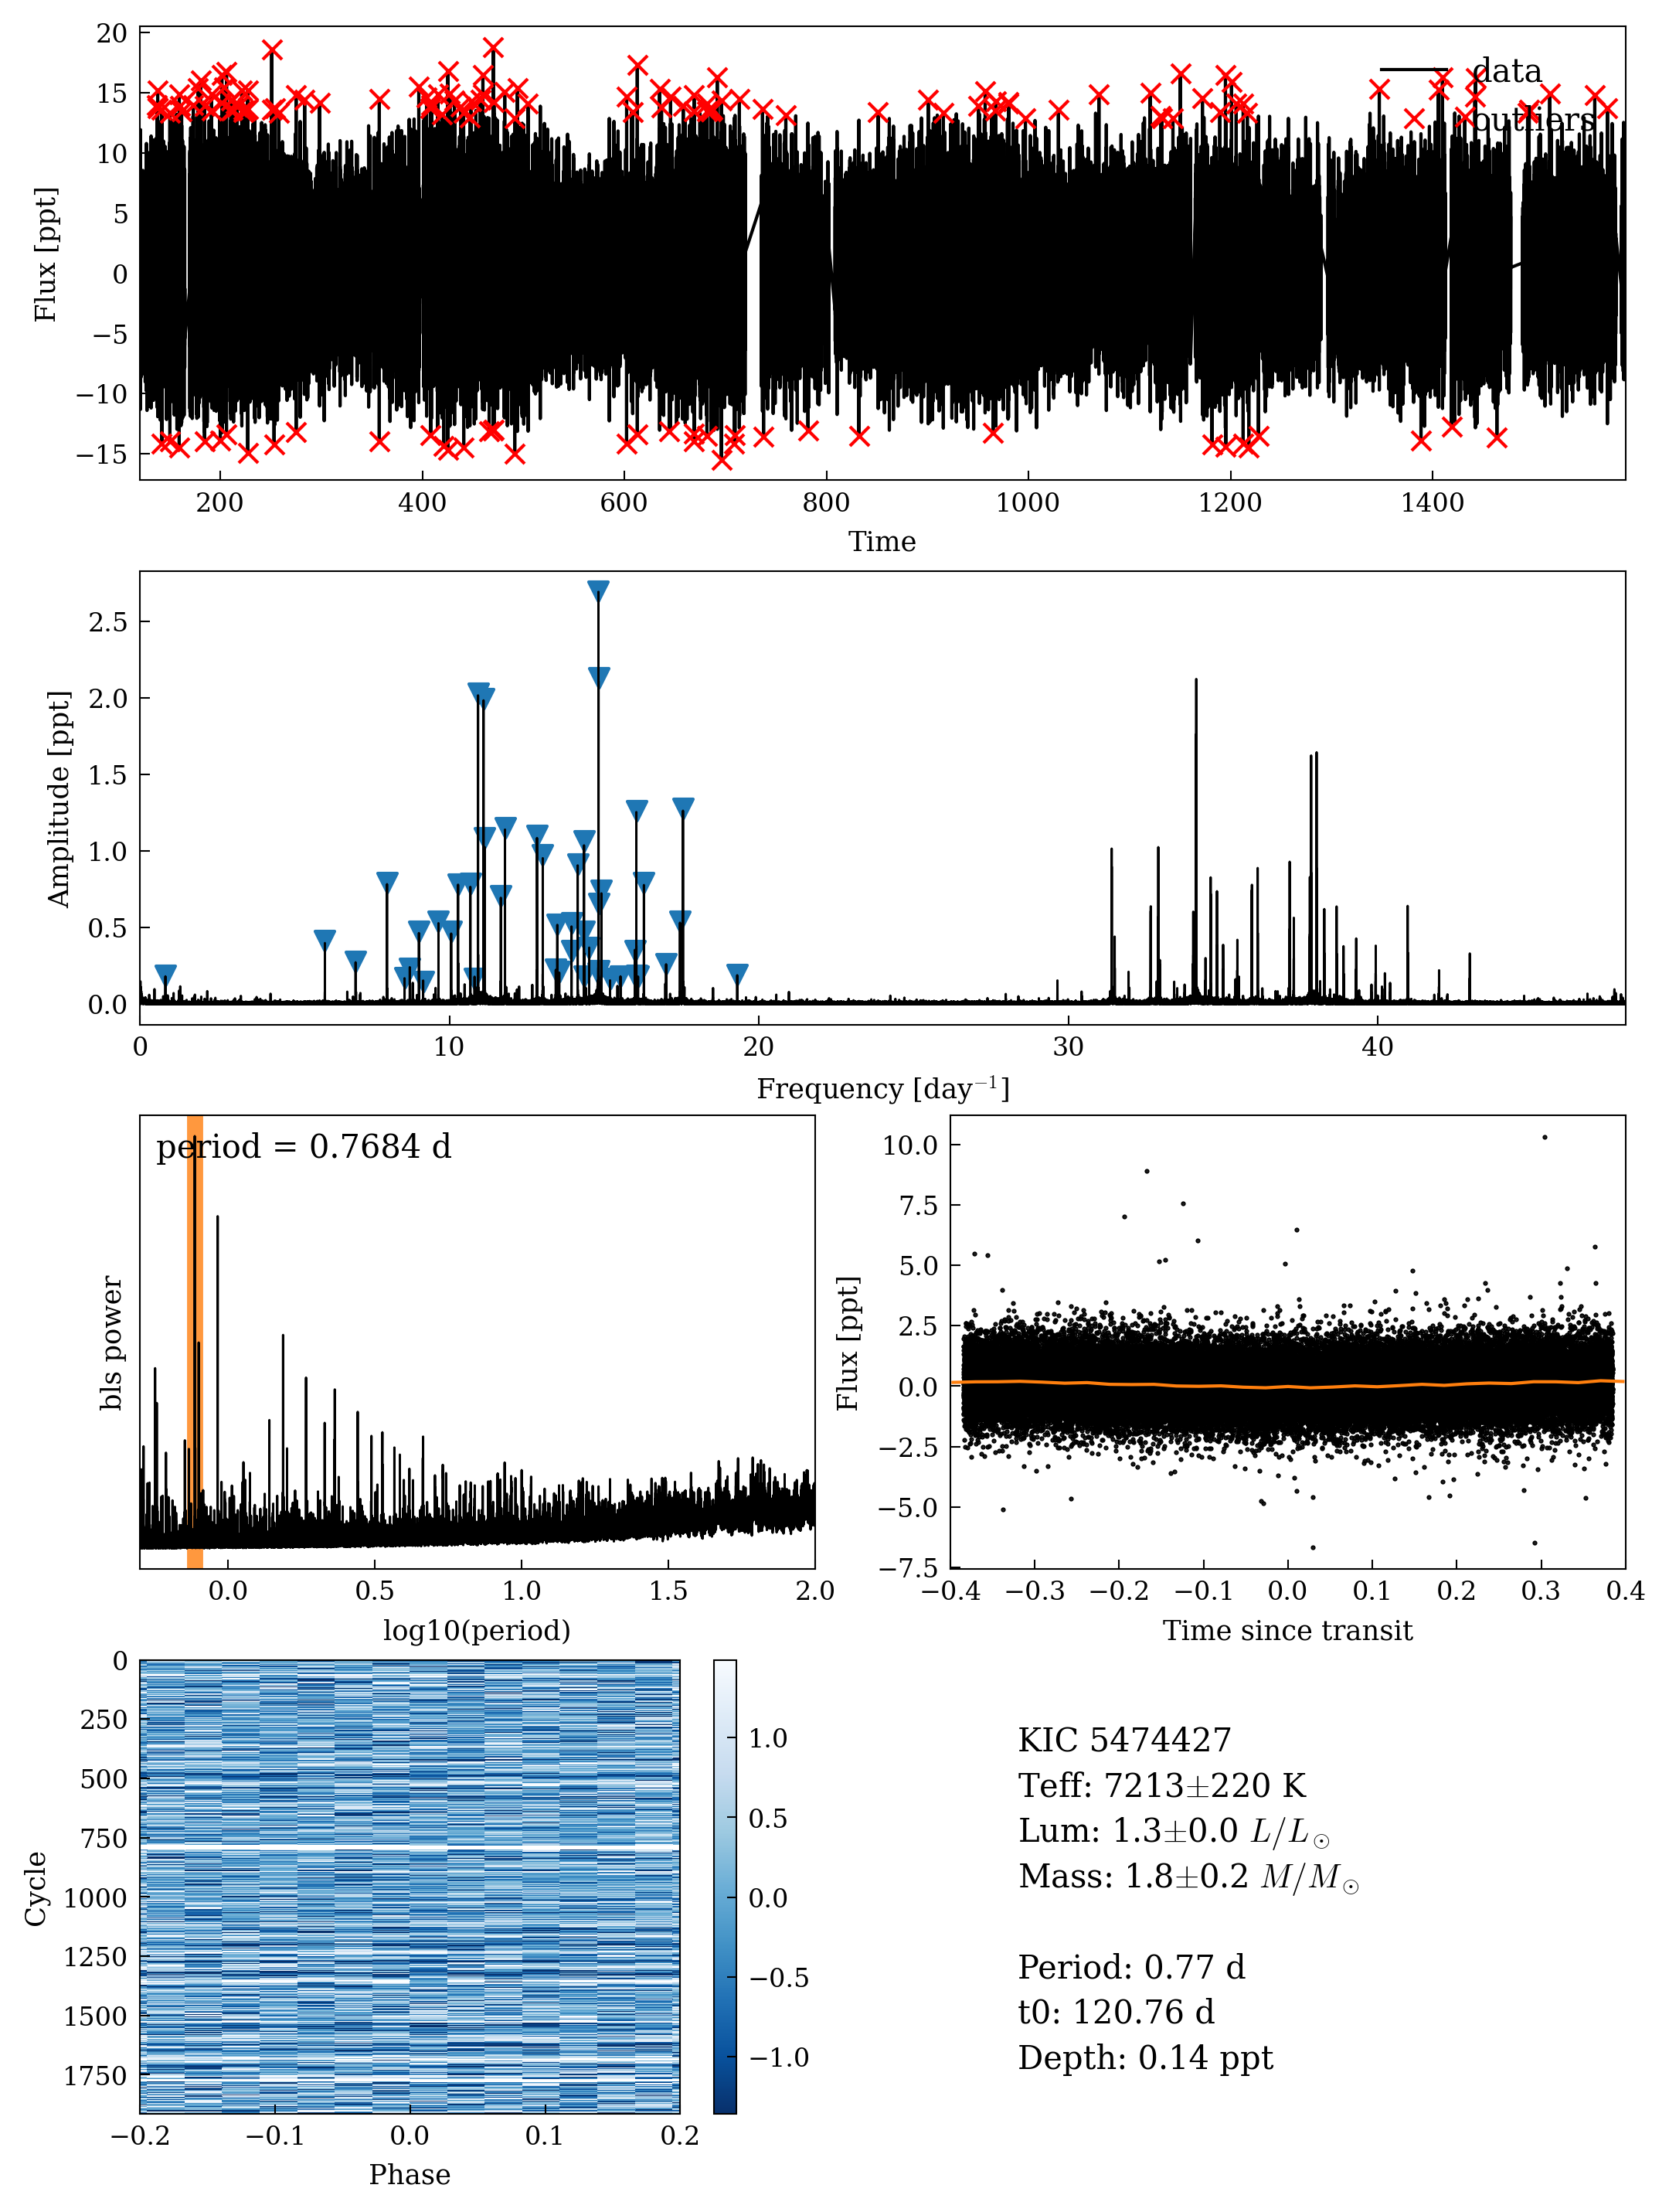 20
15
10
5
0
−5
−10
−15
Flux [ppt]
data
outliers
200 400 600 800 1000 1200 1400
Time
2.5
2.0
1.5
1.0
0.5
0.0
Amplitude [ppt]
0 10 20 30 40
Frequency [day⁻¹]
period = 0.7684 d
bls power
0.0 0.5 1.0 1.5 2.0
log10(period)
10.0
7.5
5.0
2.5
0.0
−2.5
−5.0
−7.5
Flux [ppt]
−0.4 −0.3 −0.2 −0.1 0.0 0.1 0.2 0.3 0.4
Time since transit
0
250
500
750
1000
1250
1500
1750
Cycle
−0.2 −0.1 0.0 0.1 0.2
Phase
1.0
0.5
0.0
−0.5
−1.0
KIC 5474427
Teff: 7213±220 K
Lum: 1.3±0.0 L/L☉
Mass: 1.8±0.2 M/M☉
Period: 0.77 d
t0: 120.76 d
Depth: 0.14 ppt